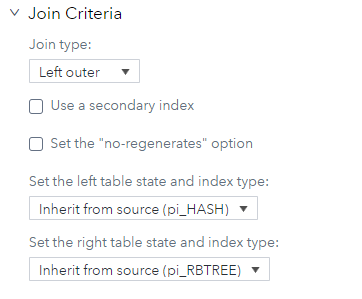 Join Criteria
Join type:
Left outer
Use a secondary index
Set the "no-regenerates" option
Set the left table state and index type:
Inherit from source (pi_HASH)
Set the right table state and index type:
Inherit from source (pi_RBTREE)